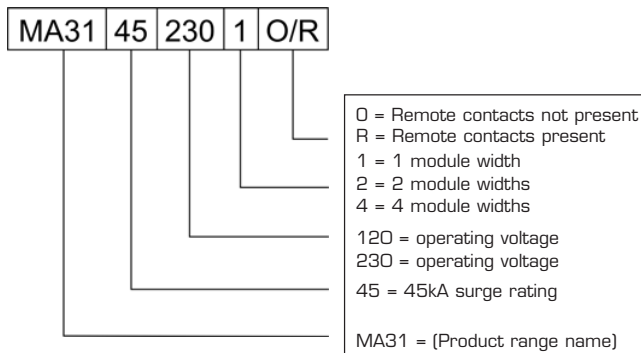 MA31 45 230 1 O/R
O = Remote contacts not present
R = Remote contacts present
1 = 1 module width
2 = 2 module widths
4 = 4 module widths
120 = operating voltage
230 = operating voltage
45 = 45kA surge rating
MA31 = (Product range name)